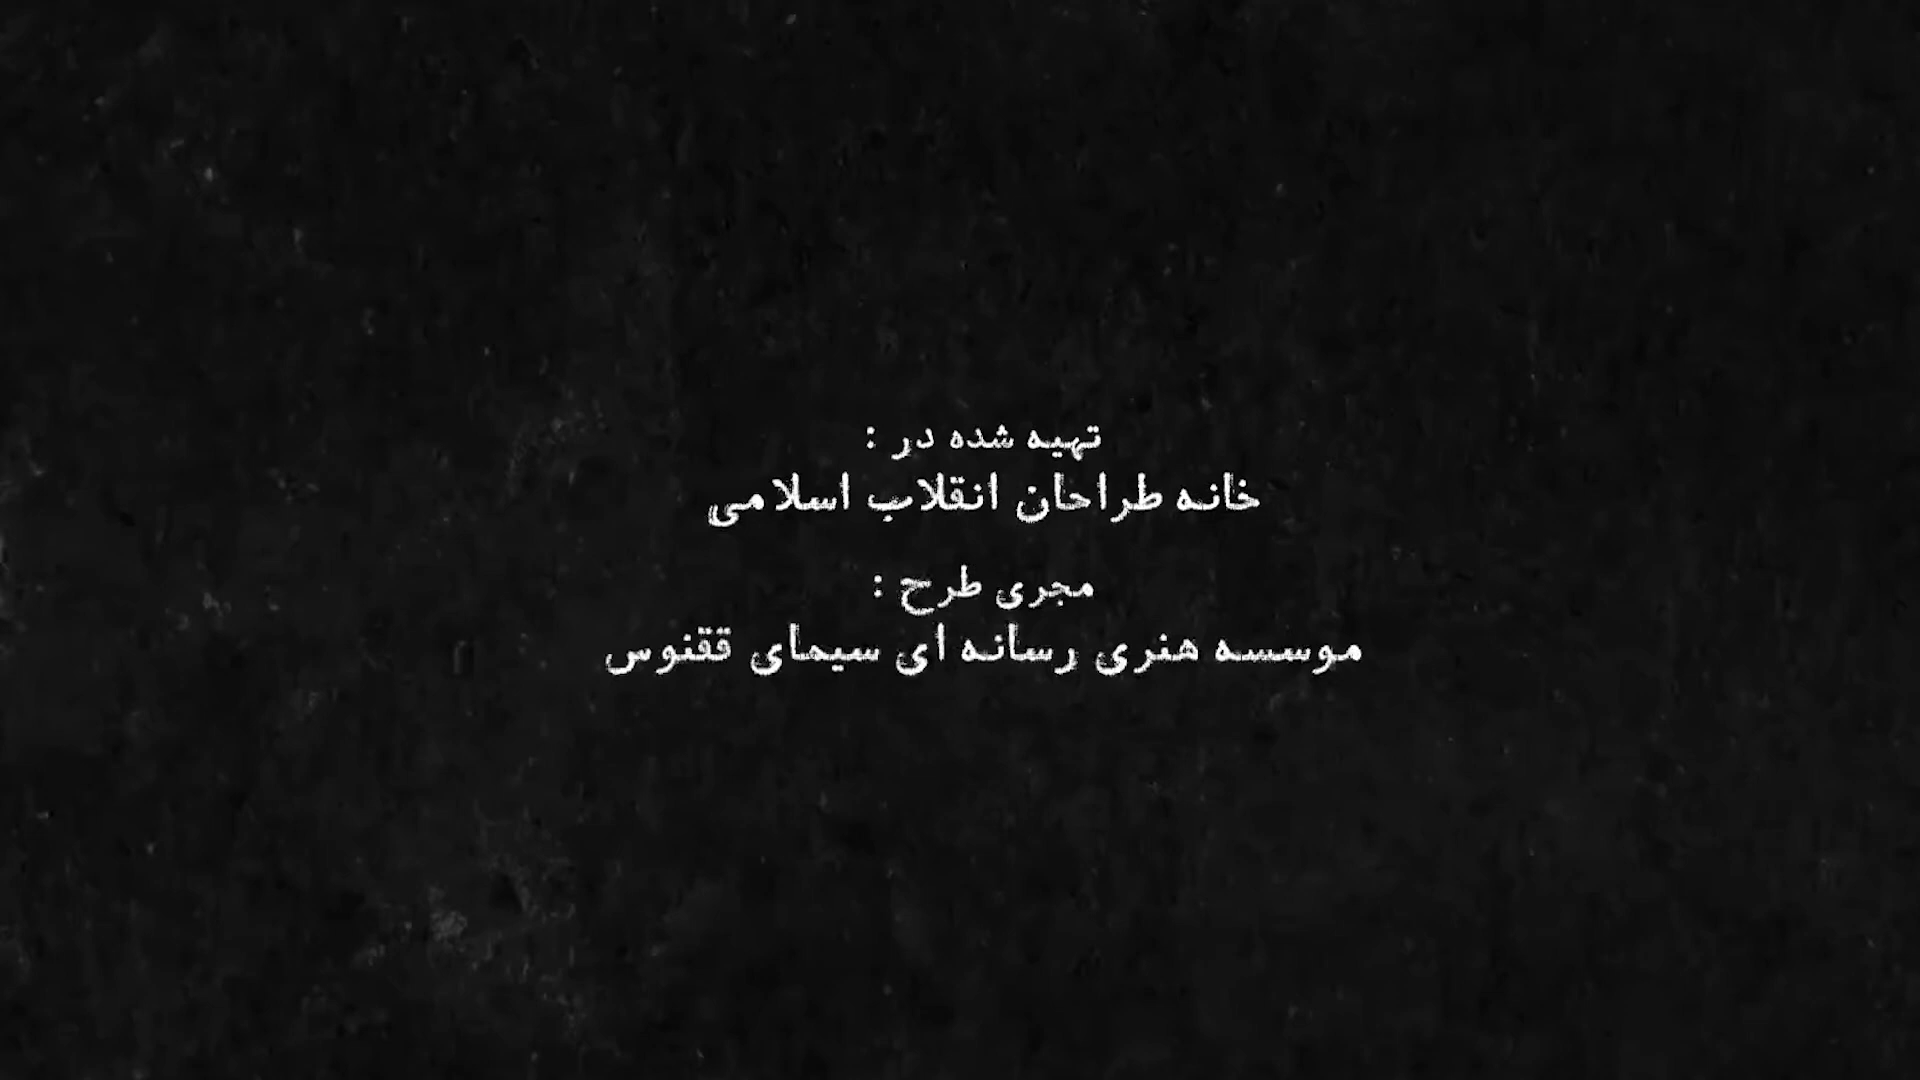 تهیه شده در :
خانه طراحان انقلاب اسلامی
مجری طرح :
موسسه هنری رسانه ای سیمای ققنوس